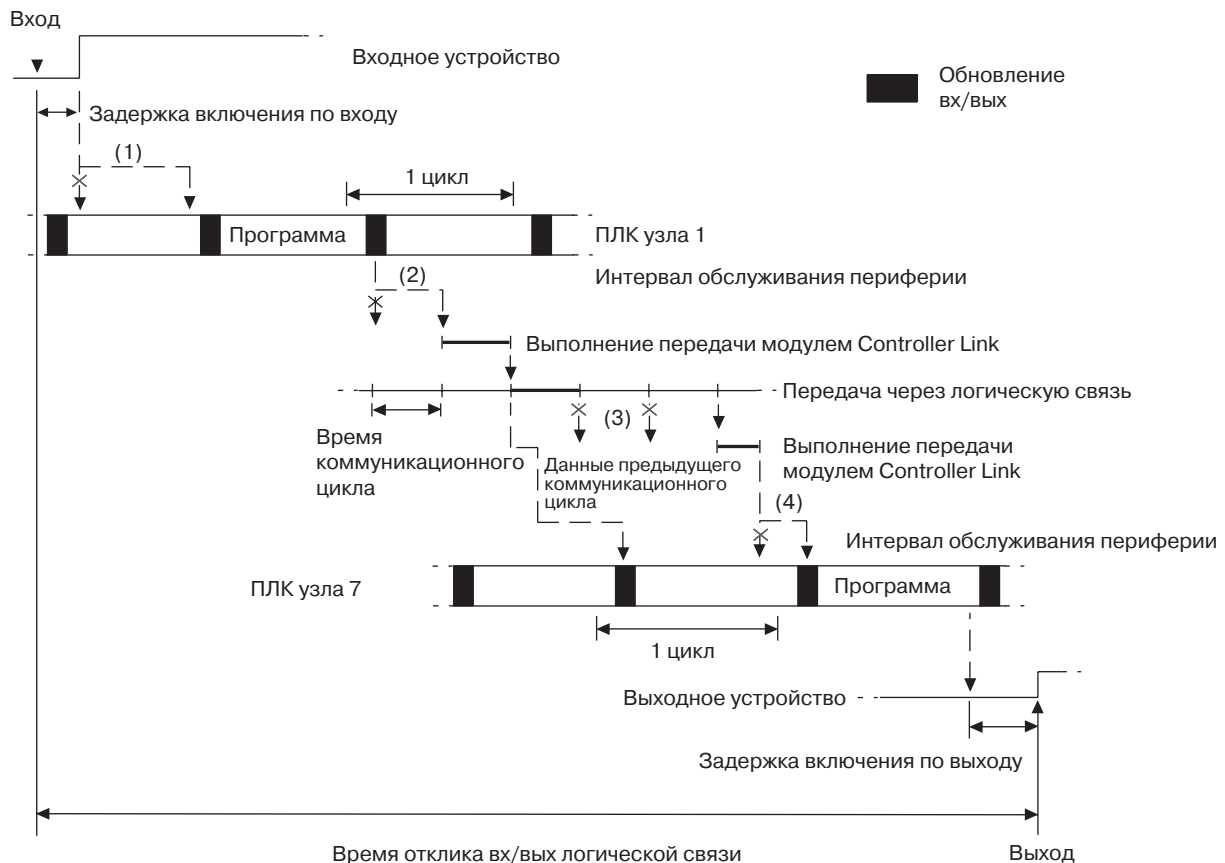 Вход
Входное устройство
Обновление
вх/вых
Задержка включения по входу
(1)
1 цикл
Программа
ПЛК узла 1
Интервал обслуживания периферии
(2)
Выполнение передачи модулем Controller Link
Передача через логическую связь
(3)
Время
коммуникационного
цикла
Данные предыдущего
коммуникационного
цикла
Выполнение передачи
модулем Controller Link
(4)
Интервал обслуживания периферии
ПЛК узла 7
Программа
1 цикл
Выходное устройство
Задержка включения по выходу
Время отклика вх/вых логической связи
Выход